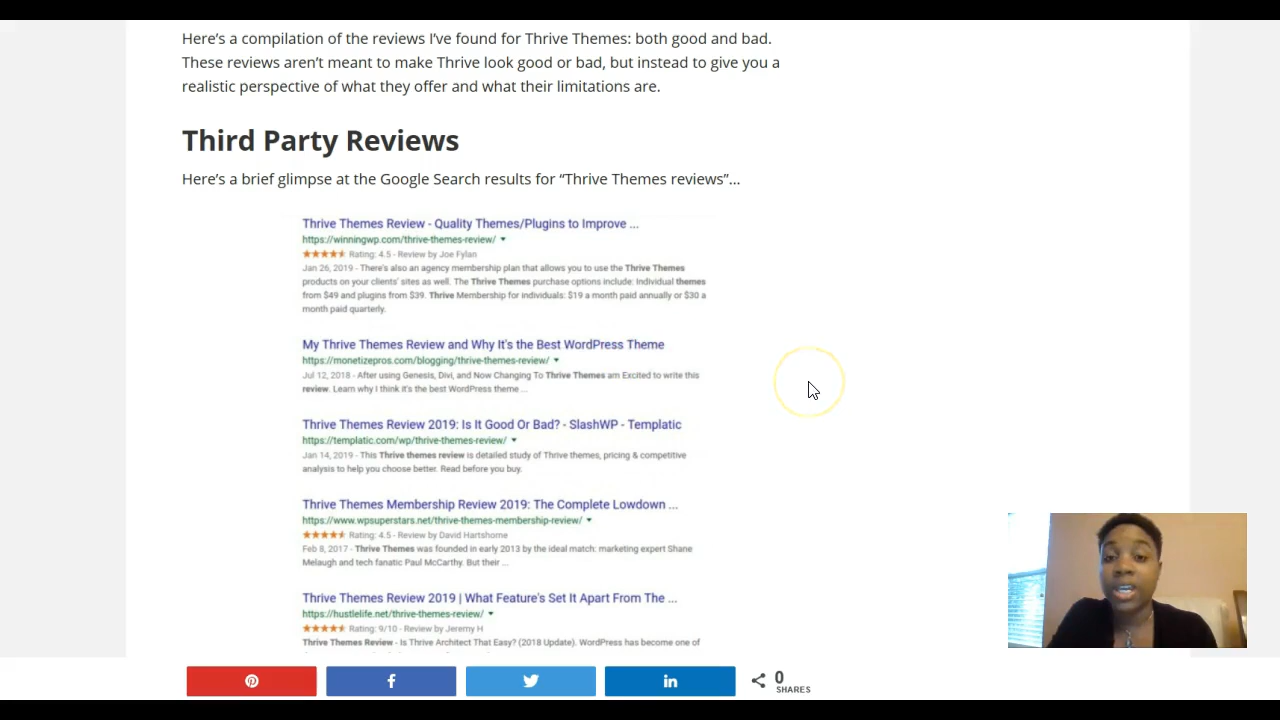 Here's a compilation of the reviews I've found for Thrive Themes: both good and bad.
These reviews aren't meant to make Thrive look good or bad, but instead to give you a
realistic perspective of what they offer and what their limitations are.
Third Party Reviews
Here's a brief glimpse at the Google Search results for “Thrive Themes reviews”...
Thrive Themes Review - Quality Themes/Plugins to Improve ...
https://winningwp.com/thrive-themes-review/
Rating: 4.5 - Review by Joe Fylan
Jan 26, 2019 - There's also an agency membership plan that allows you to use the Thrive Themes
products on your clients' sites as well. The Thrive Themes purchase options include: Individual themes
from $49 and plugins from $39. Thrive Membership for individuals: $19 a month paid annually or $30 a
month paid quarterly.
My Thrive Themes Review and Why It's the Best WordPress Theme
https://monetizepros.com/blogging/thrive-themes-review/
Jul 12, 2018 - After using Genesis, Divi, and Now Changing To Thrive Themes am Excited to write this
review. Learn why I think it's the best WordPress theme ...
Thrive Themes Review 2019: Is It Good Or Bad? - SlashWP - Templatic
https://templatic.com/wp/thrive-themes-review/
Jan 14, 2019 - This Thrive themes review is detailed study of Thrive themes, pricing & competitive
analysis to help you choose better. Read before you buy.
Thrive Themes Membership Review 2019: The Complete Lowdown ...
https://www.wpsuperstars.net/thrive-themes-membership-review/
Rating: 4.5 - Review by David Hartshorne
Feb 8, 2017 - Thrive Themes was founded in early 2013 by the ideal match: marketing expert Shane
Melaugh and tech fanatic Paul McCarthy. But their ...
Thrive Themes Review 2019 | What Feature's Set It Apart From The ...
https://hustlelife.net/thrive-themes-review/
Rating: 9/10 - Review by Jeremy H
Thrive Themes Review - Is Thrive Architect That Easy? (2018 Update). WordPress has become one of
0
SHARES